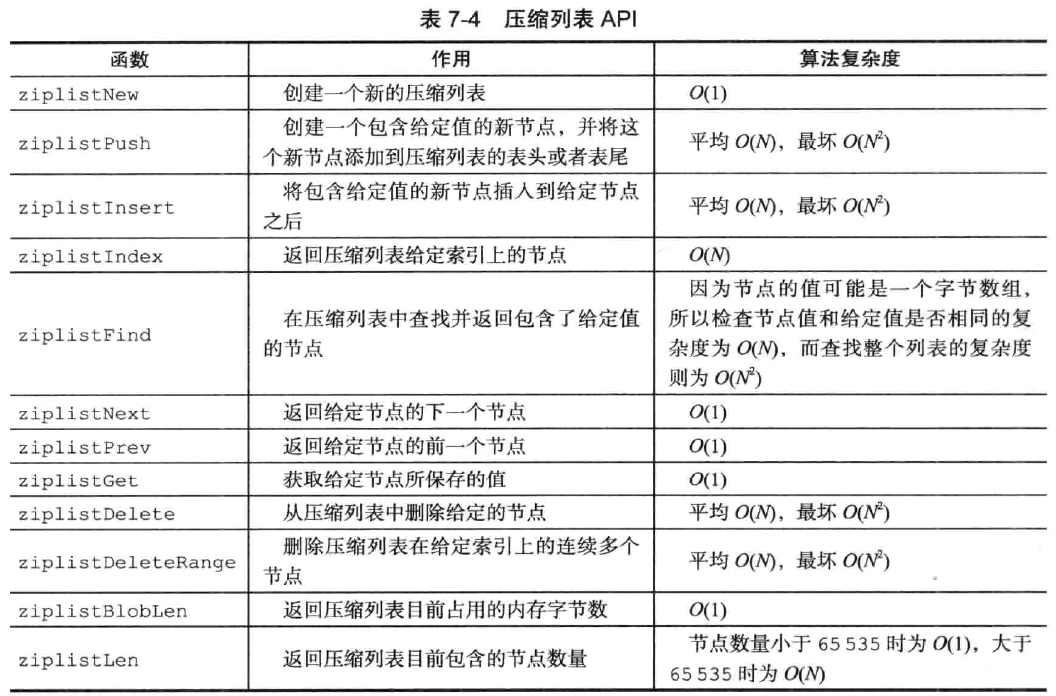 表 7-4 压缩列表 API
函数 作用 算法复杂度
ziplistNew 创建一个新的压缩列表 O(1)
ziplistPush 创建一个包含给定值的新节点，并将这
个新节点添加到压缩列表的表头或者表尾 平均 O(N)，最坏 O(N²)
ziplistInsert 将包含给定值的新节点插入到给定节点
之后 平均 O(N)，最坏 O(N²)
ziplistIndex 返回压缩列表给定索引上的节点 O(N)
ziplistFind 在压缩列表中查找并返回包含了给定值
的节点
因为节点的值可能是一个字节数组，
所以检查节点值和给定值是否相同的复
杂度为 O(N)，而查找整个列表的复杂度
则为 O(N²)
ziplistNext 返回给定节点的下一个节点 O(1)
ziplistPrev 返回给定节点的前一个节点 O(1)
ziplistGet 获取给定节点所保存的值 O(1)
ziplistDelete 从压缩列表中删除给定的节点 平均 O(N)，最坏 O(N²)
ziplistDeleteRange 删除压缩列表在给定索引上的连续多个
节点 平均 O(N)，最坏 O(N²)
ziplistBlobLen 返回压缩列表目前占用的内存字节数 O(1)
ziplistLen 返回压缩列表目前包含的节点数量
节点数量小于 65 535 时为 O(1)，大于
65 535 时为 O(N)